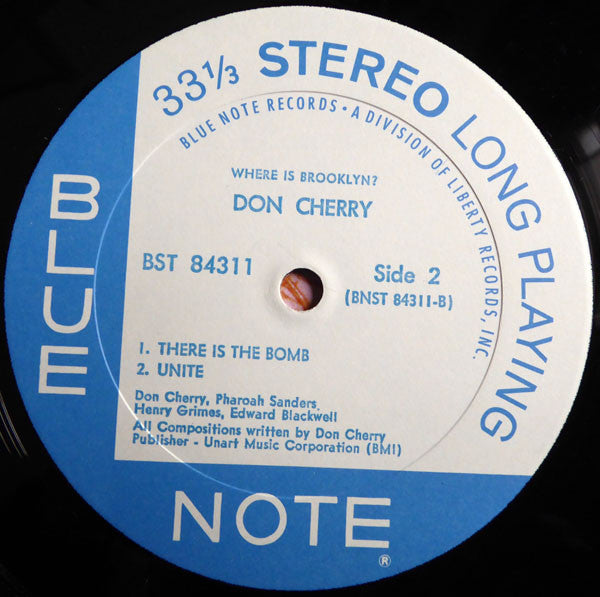 33⅓ STEREO LONG PLAYING
BLUE NOTE RECORDS • A DIVISION OF LIBERTY RECORDS, INC.
WHERE IS BROOKLYN?
DON CHERRY
BST 84311
Side 2
(BNST 84311-B)
1. THERE IS THE BOMB
2. UNITE
Don Cherry, Pharoah Sanders,
Henry Grimes, Edward Blackwell
All Compositions written by Don Cherry
Publisher - Unart Music Corporation (BMI)
BLUE
NOTE®